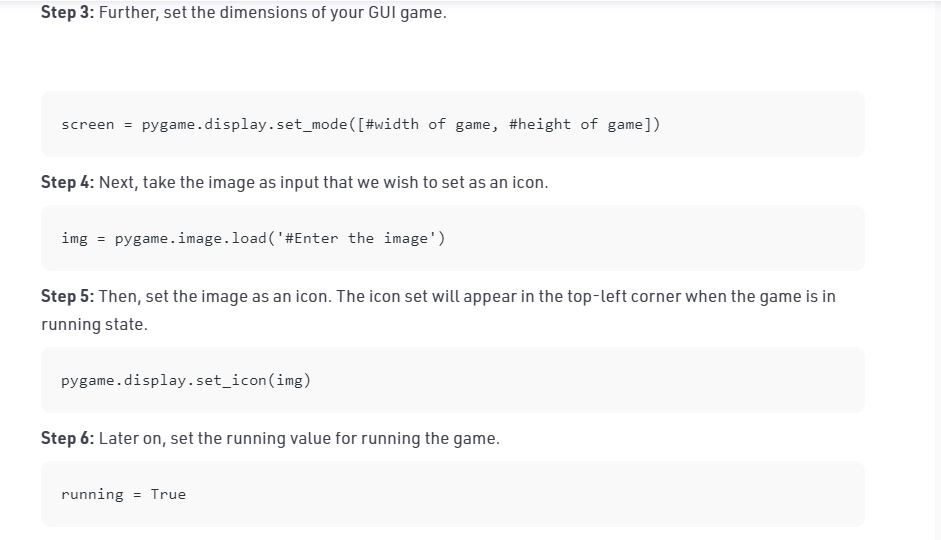 Step 3: Further, set the dimensions of your GUI game.
screen = pygame.display.set_mode([#width of game, #height of game])
Step 4: Next, take the image as input that we wish to set as an icon.
img = pygame.image.load('#Enter the image')
Step 5: Then, set the image as an icon. The icon set will appear in the top-left corner when the game is in
running state.
pygame.display.set_icon(img)
Step 6: Later on, set the running value for running the game.
running = True